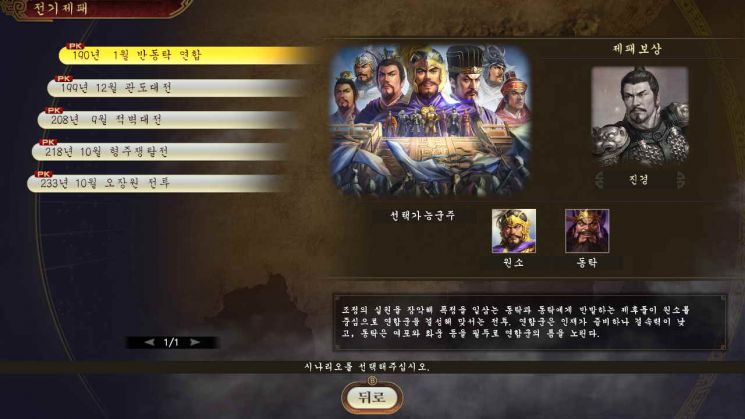 전기제패
PK
190년 1월 반동탁 연합
PK
199년 12월 관도대전
PK
208년 9월 적벽대전
PK
218년 10월 형주쟁탈전
PK
233년 10월 오장원 전투
제패보상
진경
선택가능군주
원소
동탁
조정의 실권을 장악해 폭정을 일삼는 동탁과 동탁에게 반발하는 제후들이 원소를
중심으로 연합군을 결성해 맞서는 전투. 연합군은 인재가 즐비하나 결속력이 낮
고, 동탁은 여포와 화웅 등을 필두로 연합군의 틈을 노린다.
1/1
시나리오를 선택해주십시오.
B
뒤로